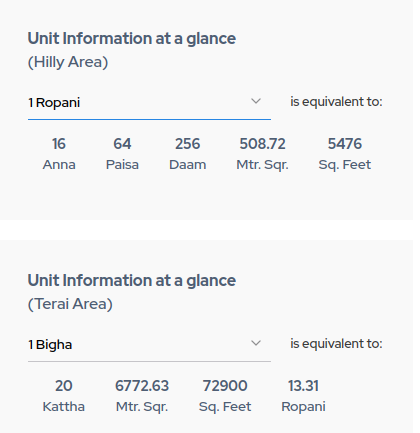 Unit Information at a glance
(Hilly Area)
1 Ropani is equivalent to:
16 64 256 508.72 5476
Anna Paisa Daam Mtr. Sqr. Sq. Feet
Unit Information at a glance
(Terai Area)
1 Bigha is equivalent to:
20 6772.63 72900 13.31
Kattha Mtr. Sqr. Sq. Feet Ropani